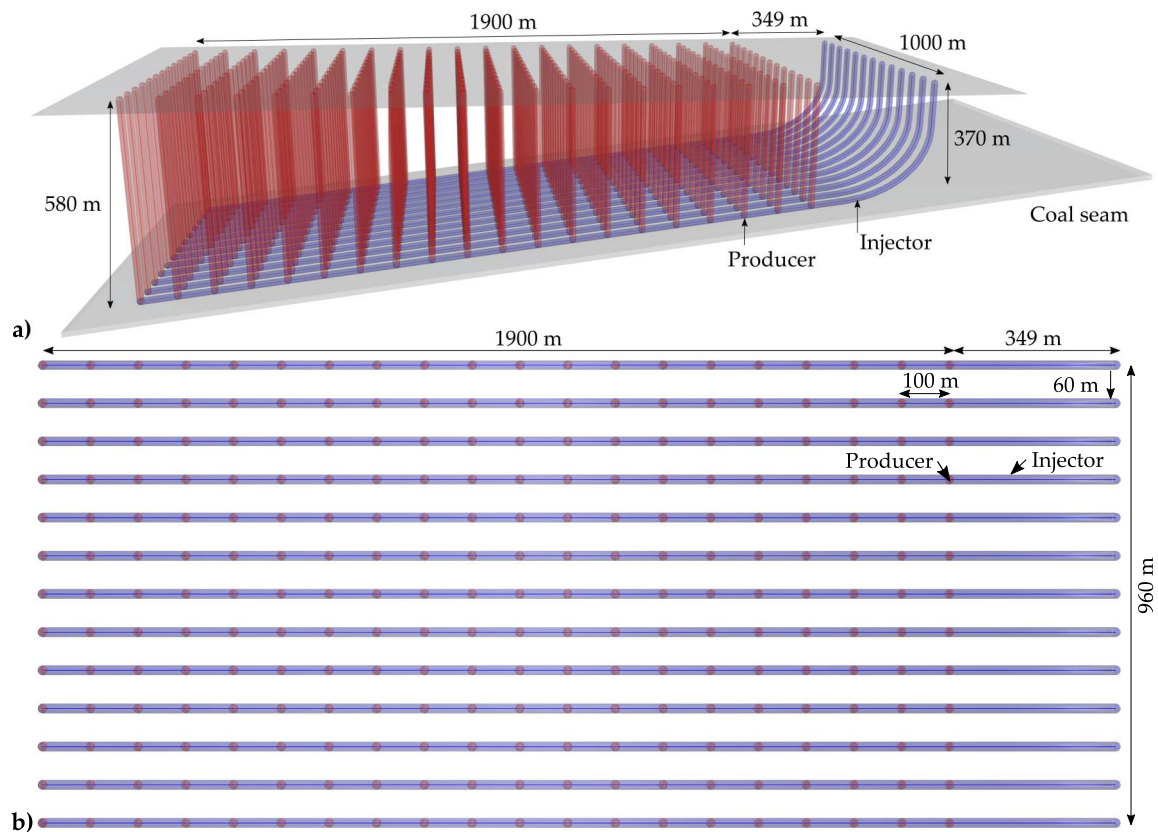 1900 m
349 m
1000 m
580 m
370 m
Coal seam
Producer
Injector
a)
1900 m
349 m
100 m
60 m
Producer
Injector
960 m
b)